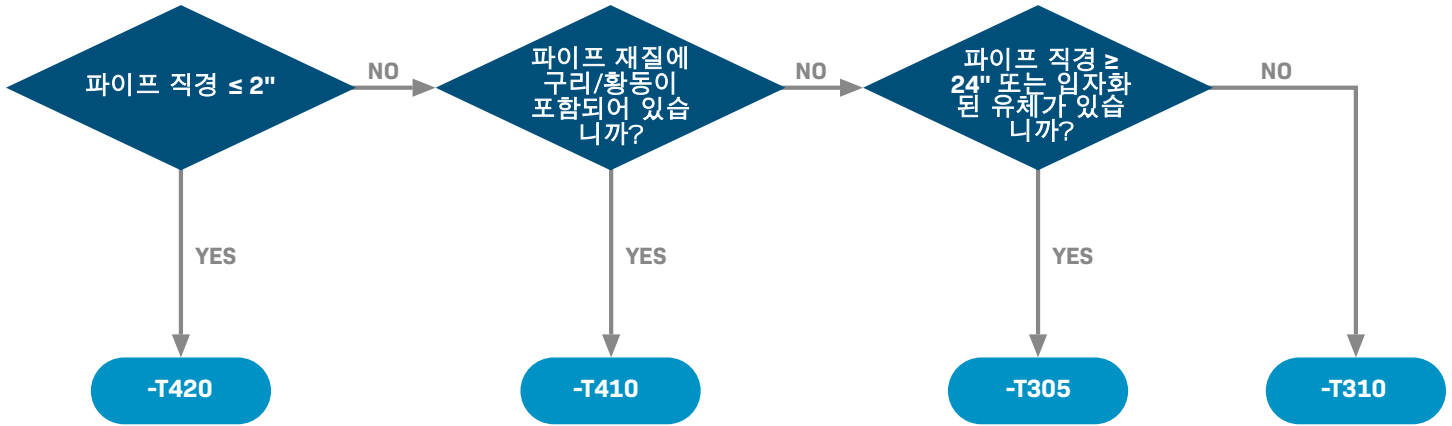 파이프 직경 ≤ 2"
NO
파이프 재질에
구리/황동이
포함되어 있습
니까?
NO
파이프 직경 ≥
24" 또는 입자화
된 유체가 있습
니까?
NO
YES
YES
YES
-T420
-T410
-T305
-T310